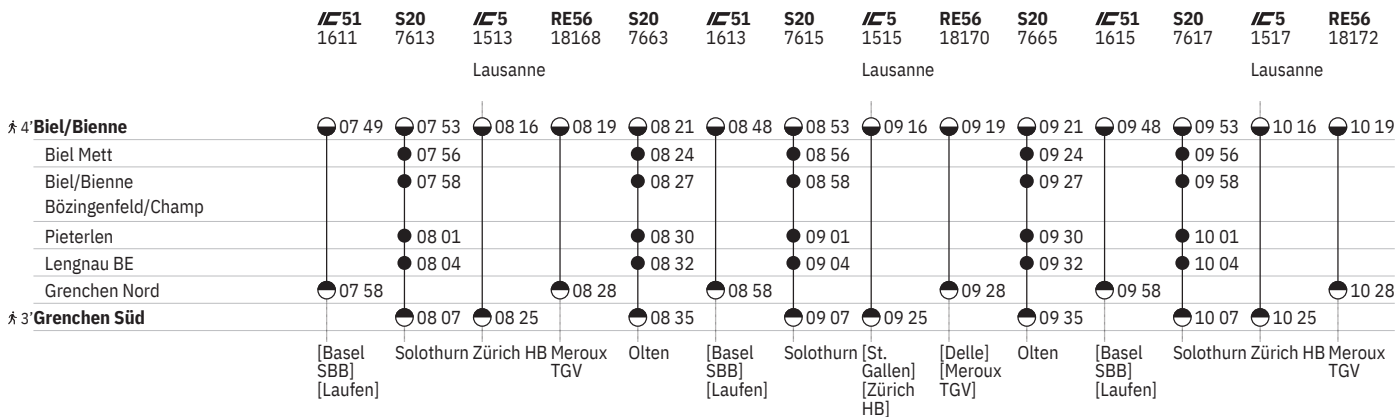 IC51 S20 IC5 RE56 S20 IC51 S20 IC5 RE56 S20 IC51 S20 IC5 RE56
1611 7613 1513 18168 7663 1613 7615 1515 18170 7665 1615 7617 1517 18172
Lausanne Lausanne Lausanne
4' Biel/Bienne 07 49 07 53 08 16 08 19 08 21 08 48 08 53 09 16 09 19 09 21 09 48 09 53 10 16 10 19
Biel Mett 07 56 08 24 08 56 09 24 09 56
Biel/Bienne 07 58 08 27 08 58 09 27 09 58
Bözingenfeld/Champ
Pieterlen 08 01 08 30 09 01 09 30 10 01
Lengnau BE 08 04 08 32 09 04 09 32 10 04
Grenchen Nord 07 58 08 28 08 58 09 28 09 58 10 28
3' Grenchen Süd 08 07 08 25 08 35 09 07 09 25 09 35 10 07 10 25
[Basel Solothurn Zürich HB Meroux Olten [Basel Solothurn [St. [Delle] Olten [Basel Solothurn Zürich HB Meroux
SBB] TGV SBB] Gallen] [Meroux SBB] TGV
[Laufen] [Laufen] [Zürich TGV] [Laufen]
HB]